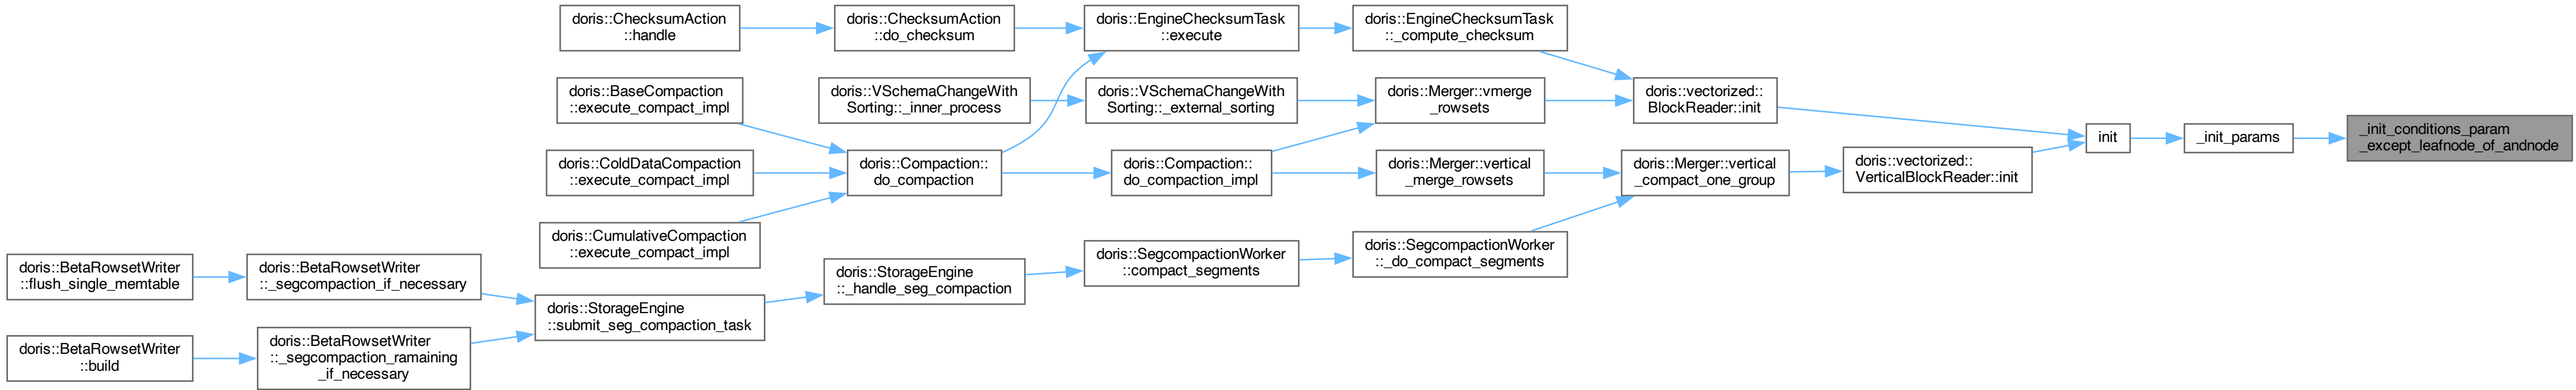 doris::ChecksumAction
::handle
doris::ChecksumAction
::do_checksum
doris::EngineChecksumTask
::execute
doris::EngineChecksumTask
::_compute_checksum
doris::BaseCompaction
::execute_compact_impl
doris::VSchemaChangeWith
Sorting::_inner_process
doris::VSchemaChangeWith
Sorting::_external_sorting
doris::Merger::vmerge
_rowsets
doris::vectorized::
BlockReader::init
doris::ColdDataCompaction
::execute_compact_impl
doris::Compaction::
do_compaction
doris::Compaction::
do_compaction_impl
doris::Merger::vertical
_merge_rowsets
doris::Merger::vertical
_compact_one_group
doris::vectorized::
VerticalBlockReader::init
init
_init_params
_init_conditions_param
_except_leafnode_of_andnode
doris::CumulativeCompaction
::execute_compact_impl
doris::BetaRowsetWriter
::flush_single_memtable
doris::BetaRowsetWriter
::_segcompaction_if_necessary
doris::StorageEngine
::_handle_seg_compaction
doris::SegcompactionWorker
::compact_segments
doris::SegcompactionWorker
::_do_compact_segments
doris::StorageEngine
::submit_seg_compaction_task
doris::BetaRowsetWriter
::build
doris::BetaRowsetWriter
::_segcompaction_ramaining
_if_necessary